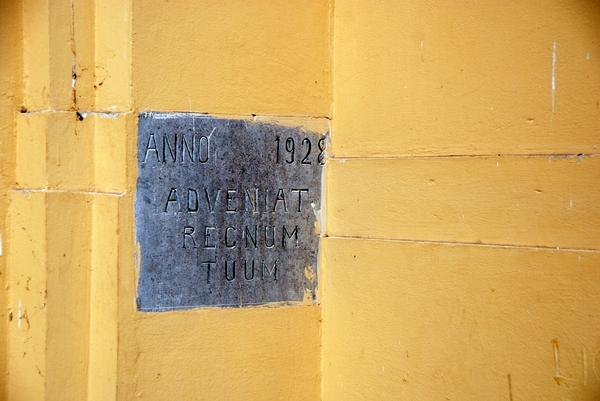 ANNO 1928
ADVENIAT
REGNUM
TUUM